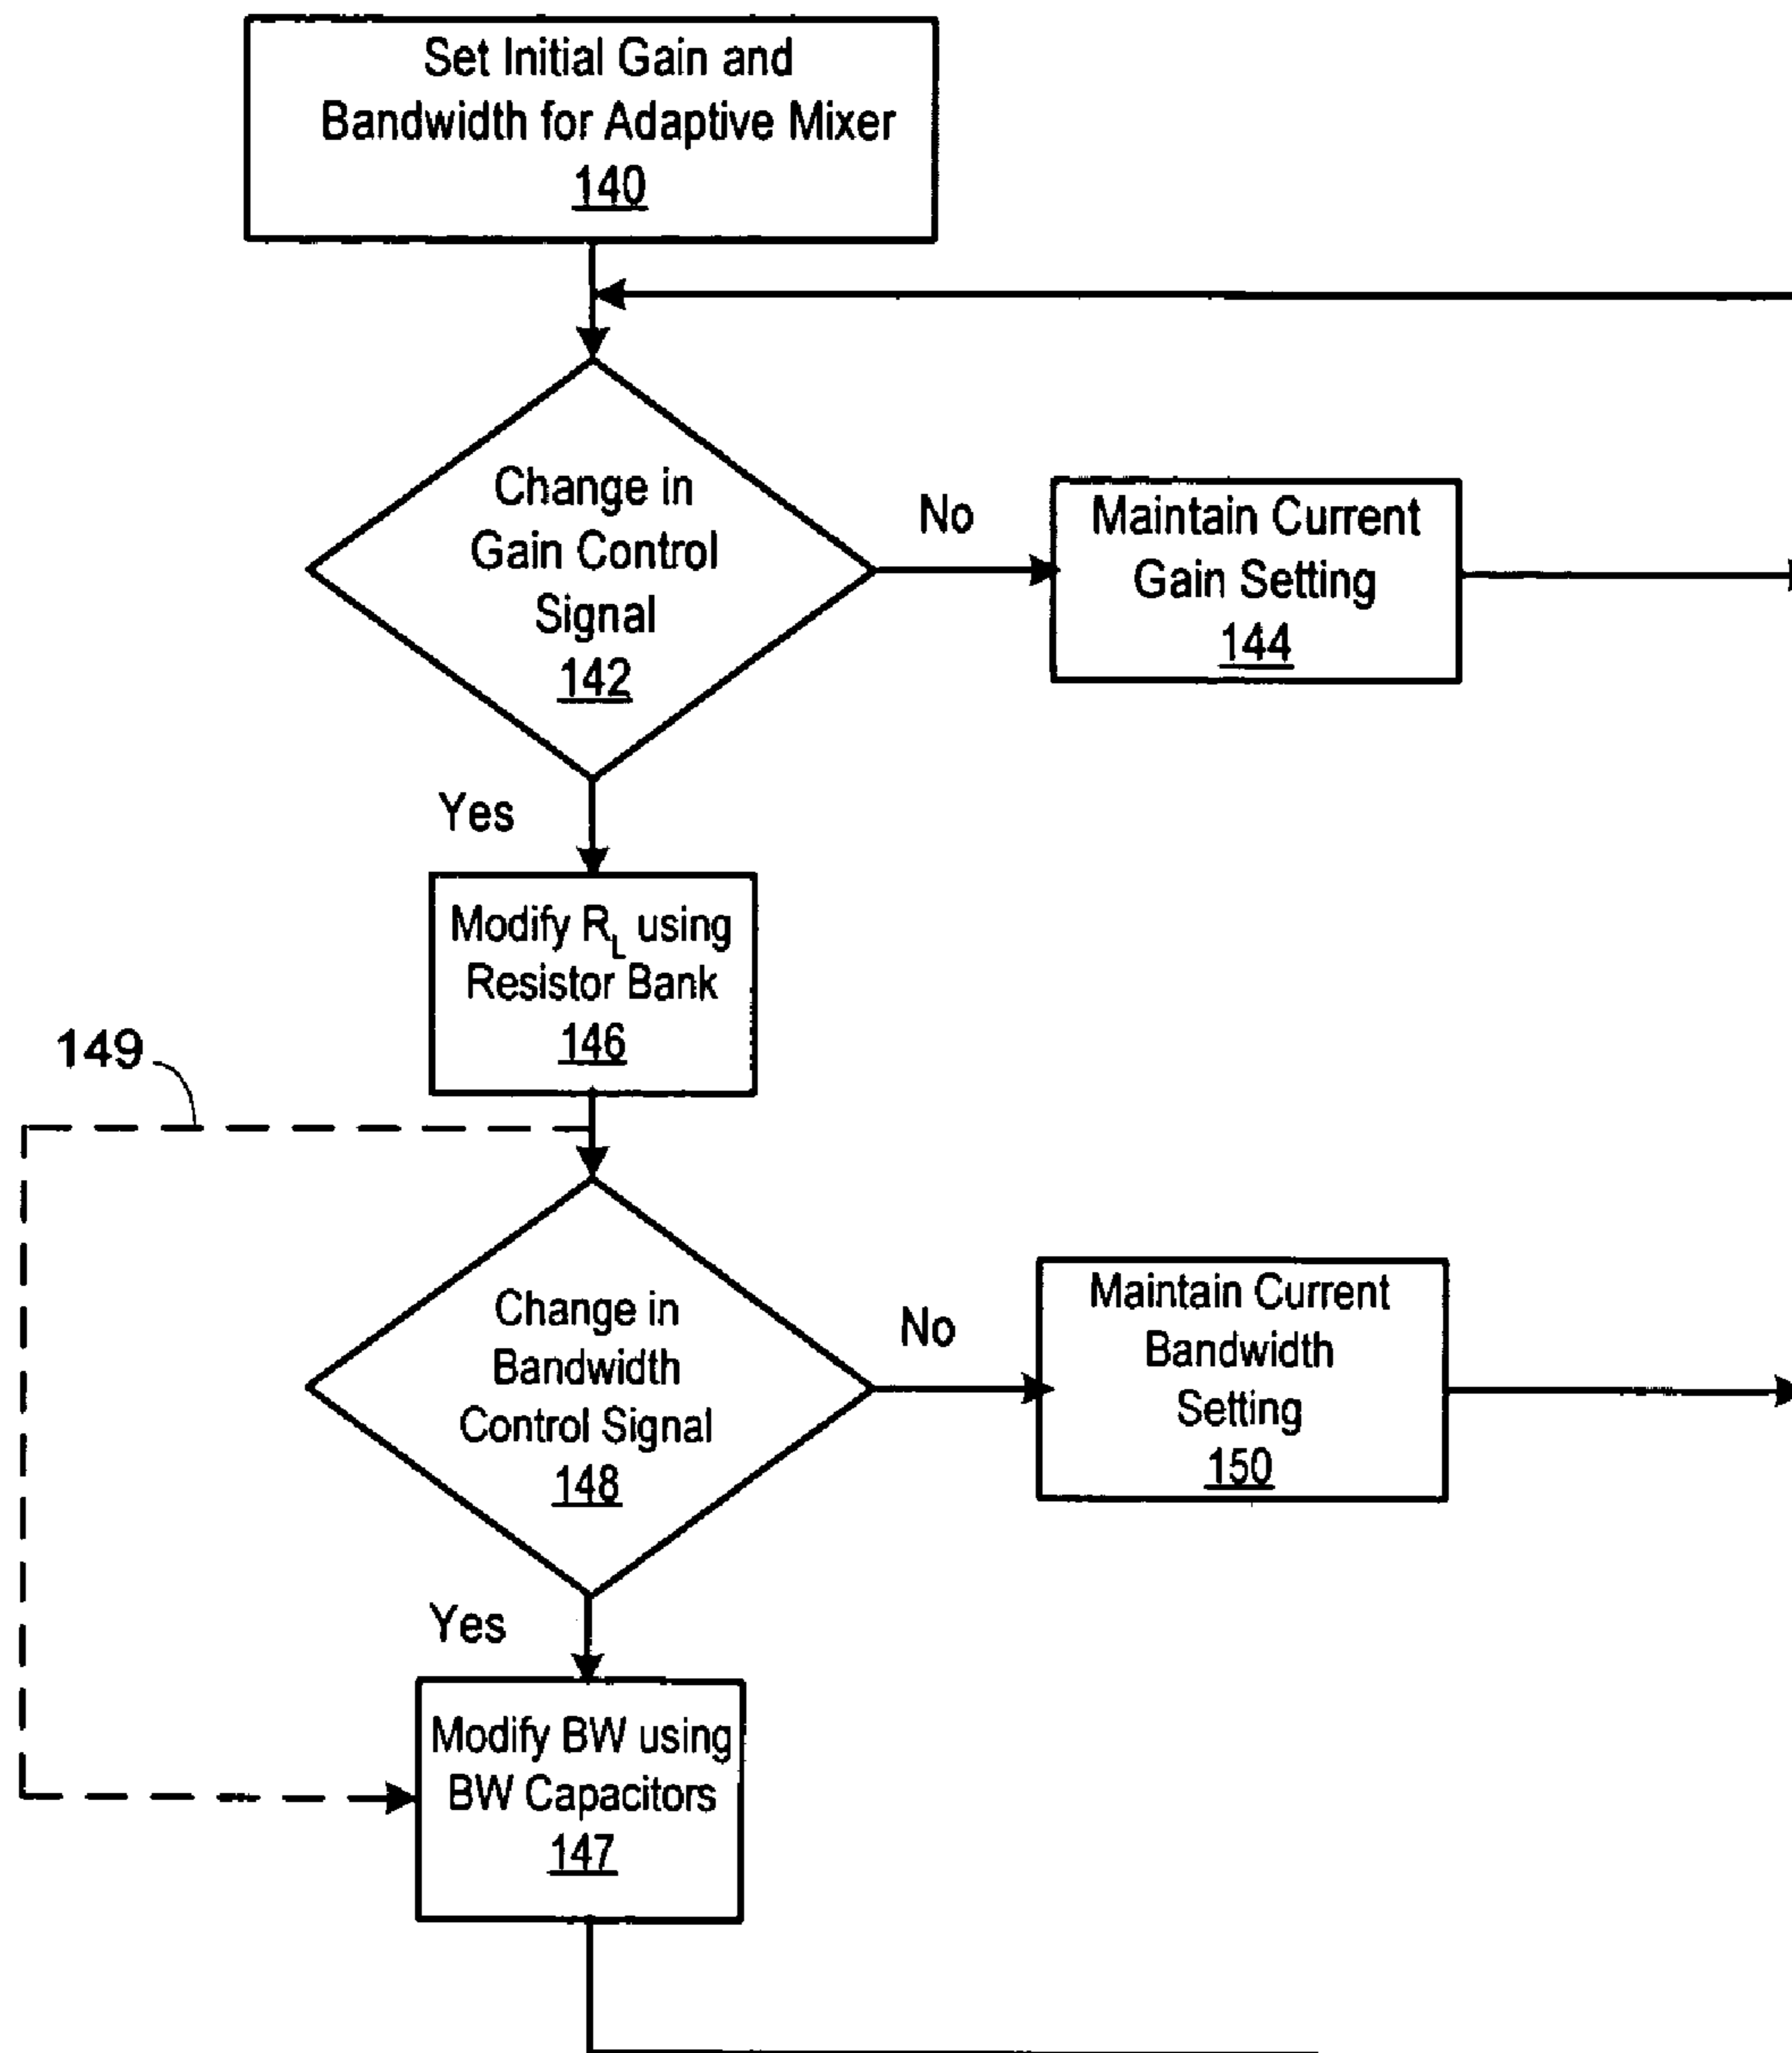 Set Initial Gain and
Bandwidth for Adaptive Mixer
140
Change in
Gain Control
Signal
142
No
Maintain Current
Gain Setting
144
Yes
Modify RL using
Resistor Bank
146
149
Change in
Bandwidth
Control Signal
148
No
Maintain Current
Bandwidth
Setting
150
Yes
Modify BW using
BW Capacitors
147